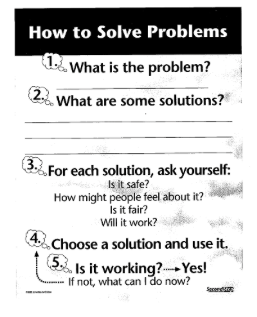 How to Solve Problems
1. What is the problem?
2. What are some solutions?
3. For each solution, ask yourself:
Is it safe?
How might people feel about it?
Is it fair?
Will it work?
4. Choose a solution and use it.
5. Is it working? Yes!
If not, what can I do now?